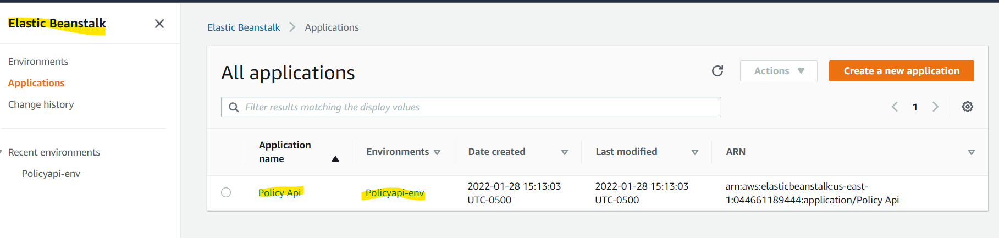 Elastic Beanstalk
Environments
Applications
Change history
Recent environments
Policyapi-env
Elastic Beanstalk
Applications
All applications
Actions
Create a new application
Filter results matching the display values
1
Application
name
Environments
Date created
Last modified
ARN
Policy Api
Policyapi-env
2022-01-28 15:13:03
UTC-0500
2022-01-28 15:13:03
UTC-0500
arn:aws:elasticbeanstalk:us-east-
1:044661189444:application/Policy Api